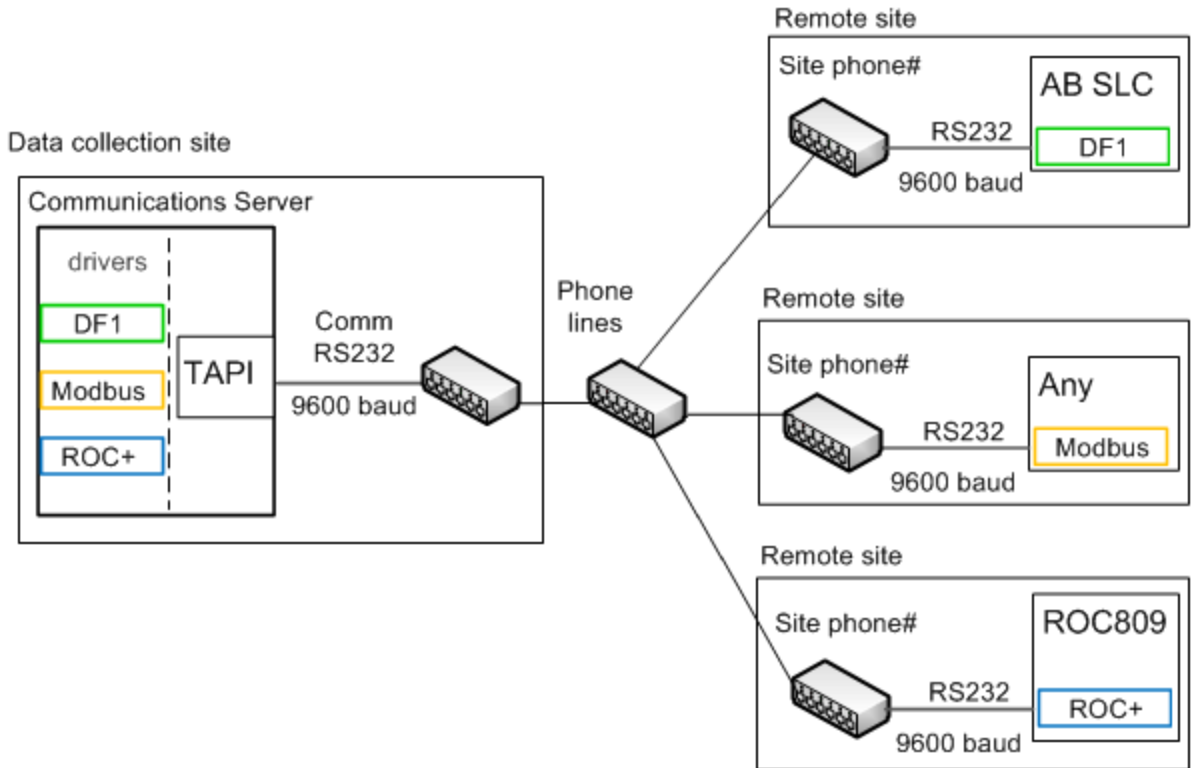 Data collection site
Communications Server
drivers
DF1
Modbus
ROC+
TAPI
Comm
RS232
9600 baud
Phone
lines
Remote site
Site phone#
AB SLC
RS232
DF1
9600 baud
Remote site
Site phone#
Any
RS232
Modbus
9600 baud
Remote site
Site phone#
ROC809
RS232
ROC+
9600 baud